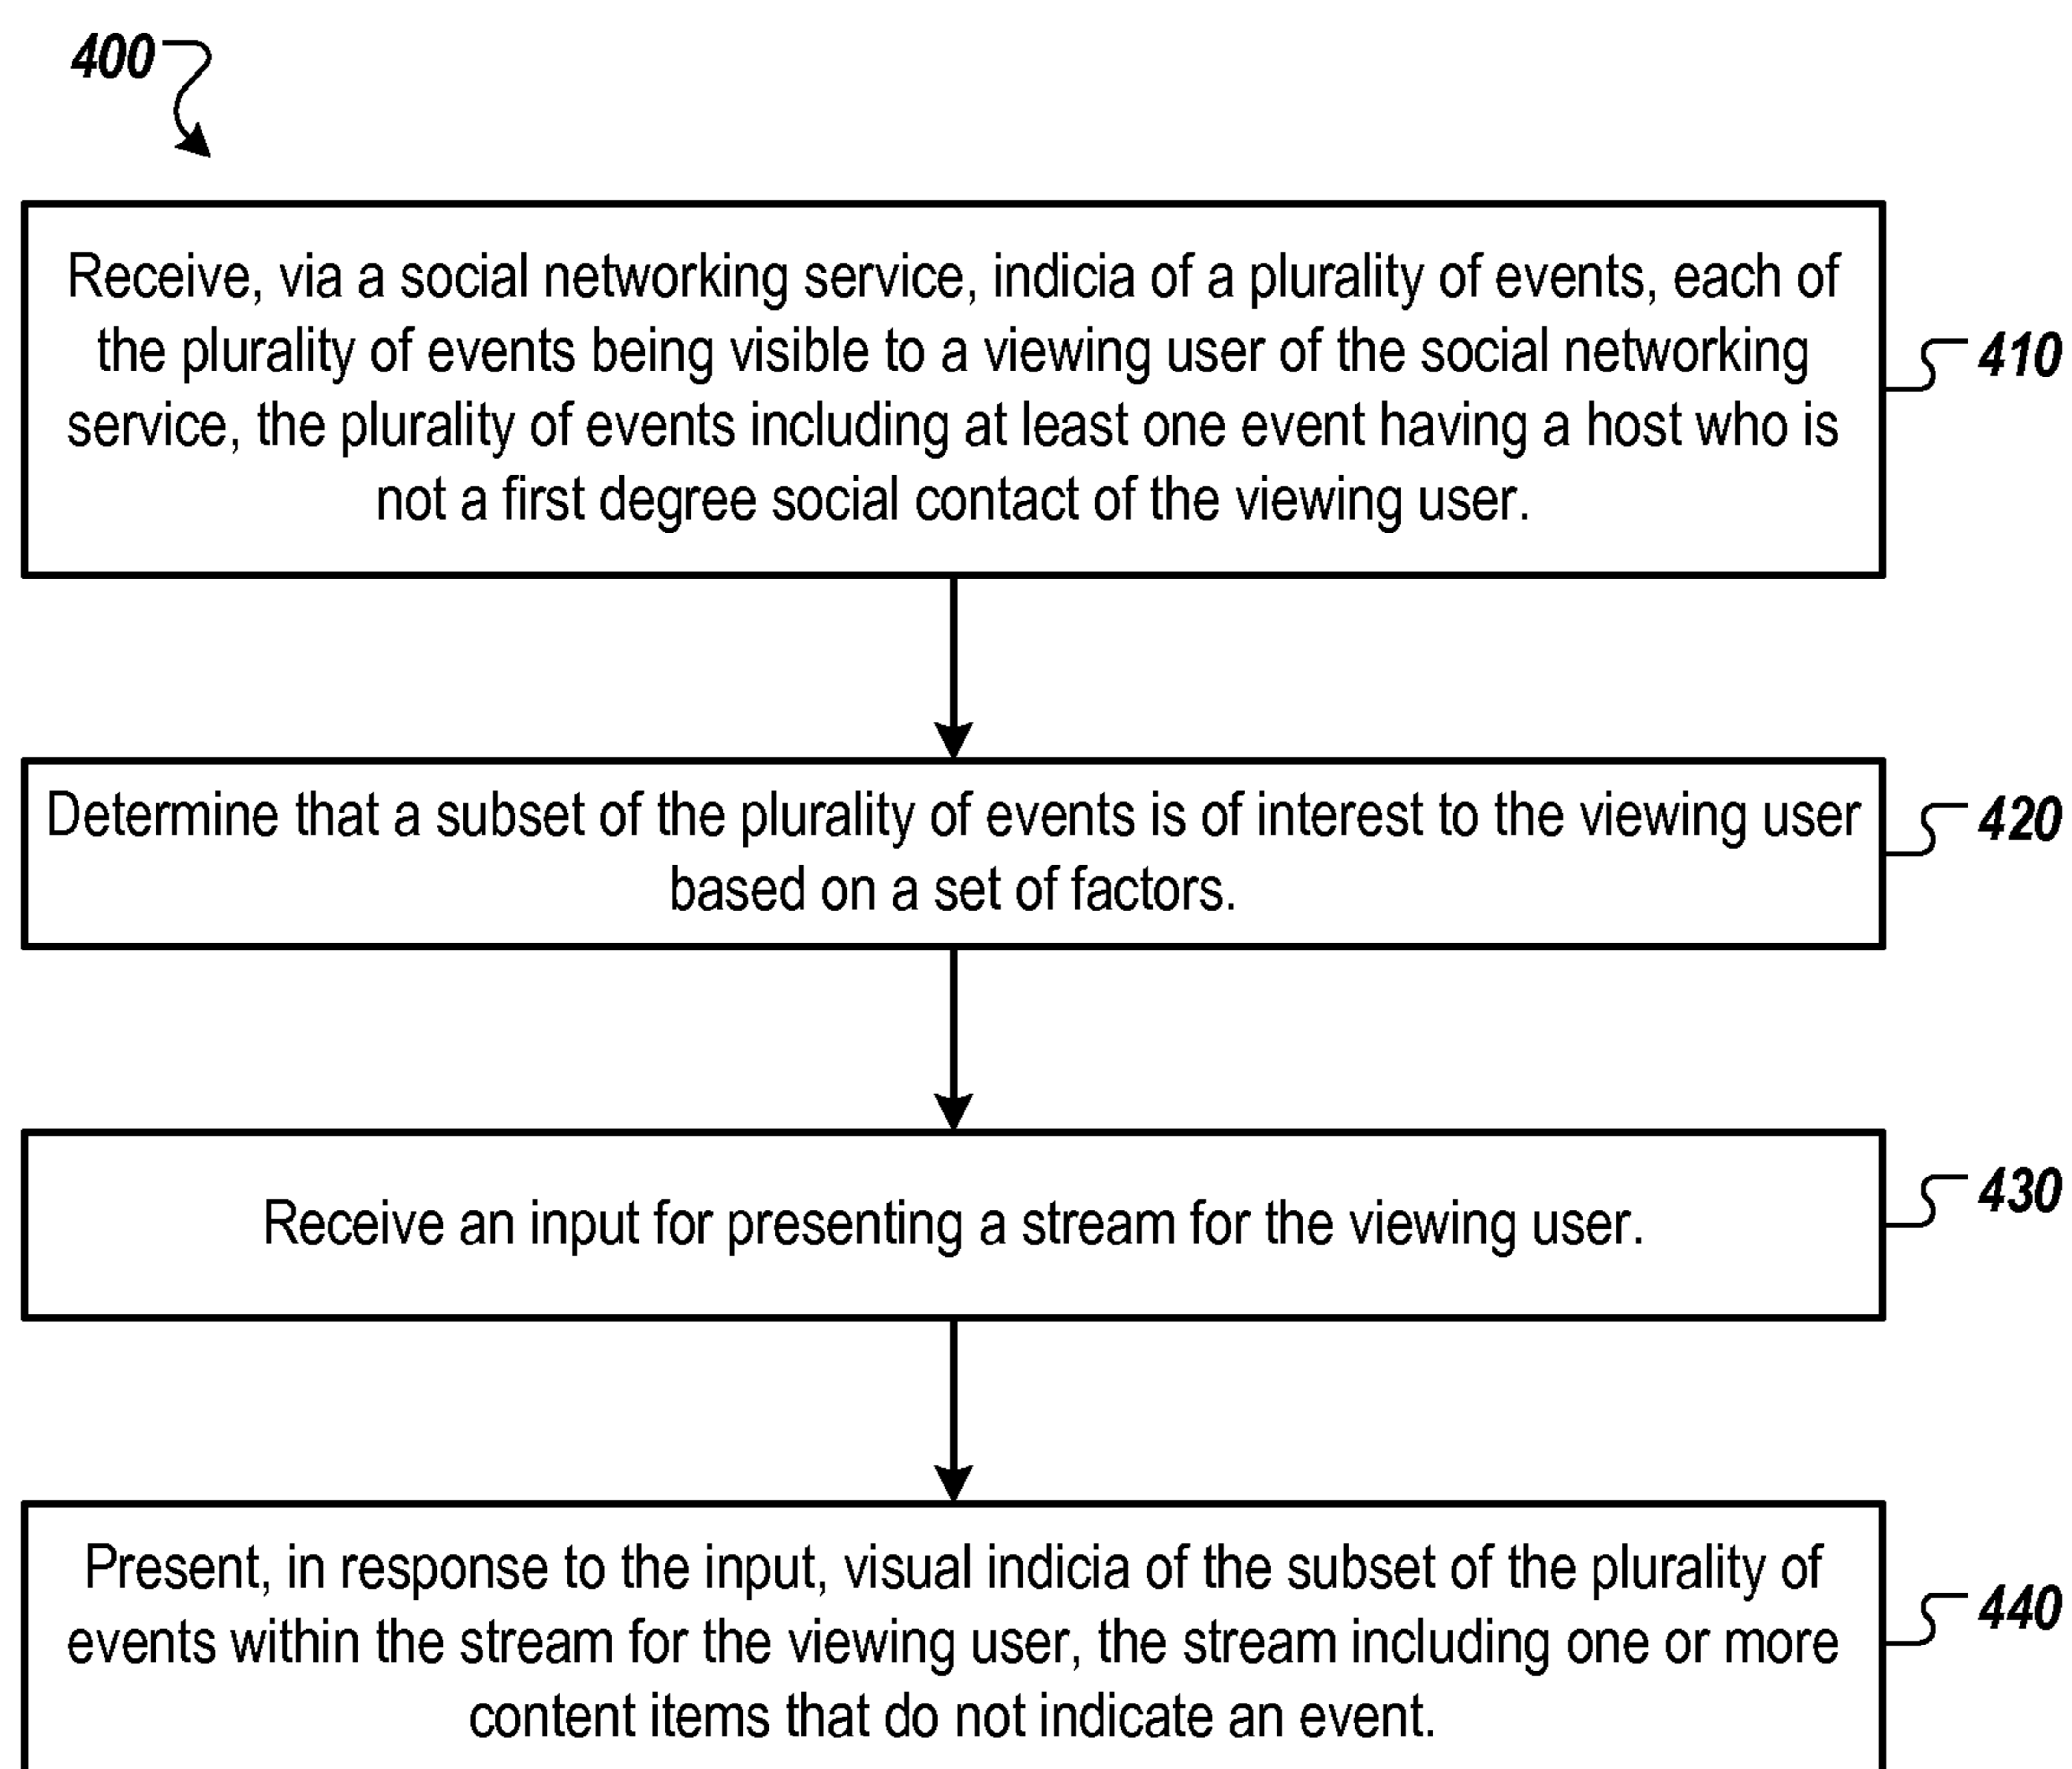 400
Receive, via a social networking service, indicia of a plurality of events, each of
the plurality of events being visible to a viewing user of the social networking
service, the plurality of events including at least one event having a host who is
not a first degree social contact of the viewing user.
410
Determine that a subset of the plurality of events is of interest to the viewing user
based on a set of factors.
420
Receive an input for presenting a stream for the viewing user.
430
Present, in response to the input, visual indicia of the subset of the plurality of
events within the stream for the viewing user, the stream including one or more
content items that do not indicate an event.
440